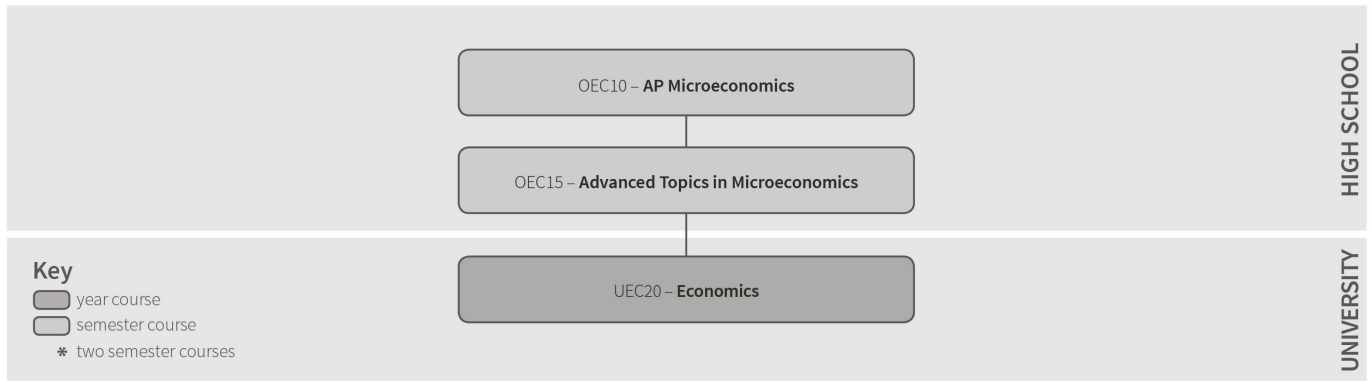 OEC10 – AP Microeconomics
OEC15 – Advanced Topics in Microeconomics
HIGH SCHOOL
UEC20 – Economics
UNIVERSITY
Key
year course
semester course
* two semester courses